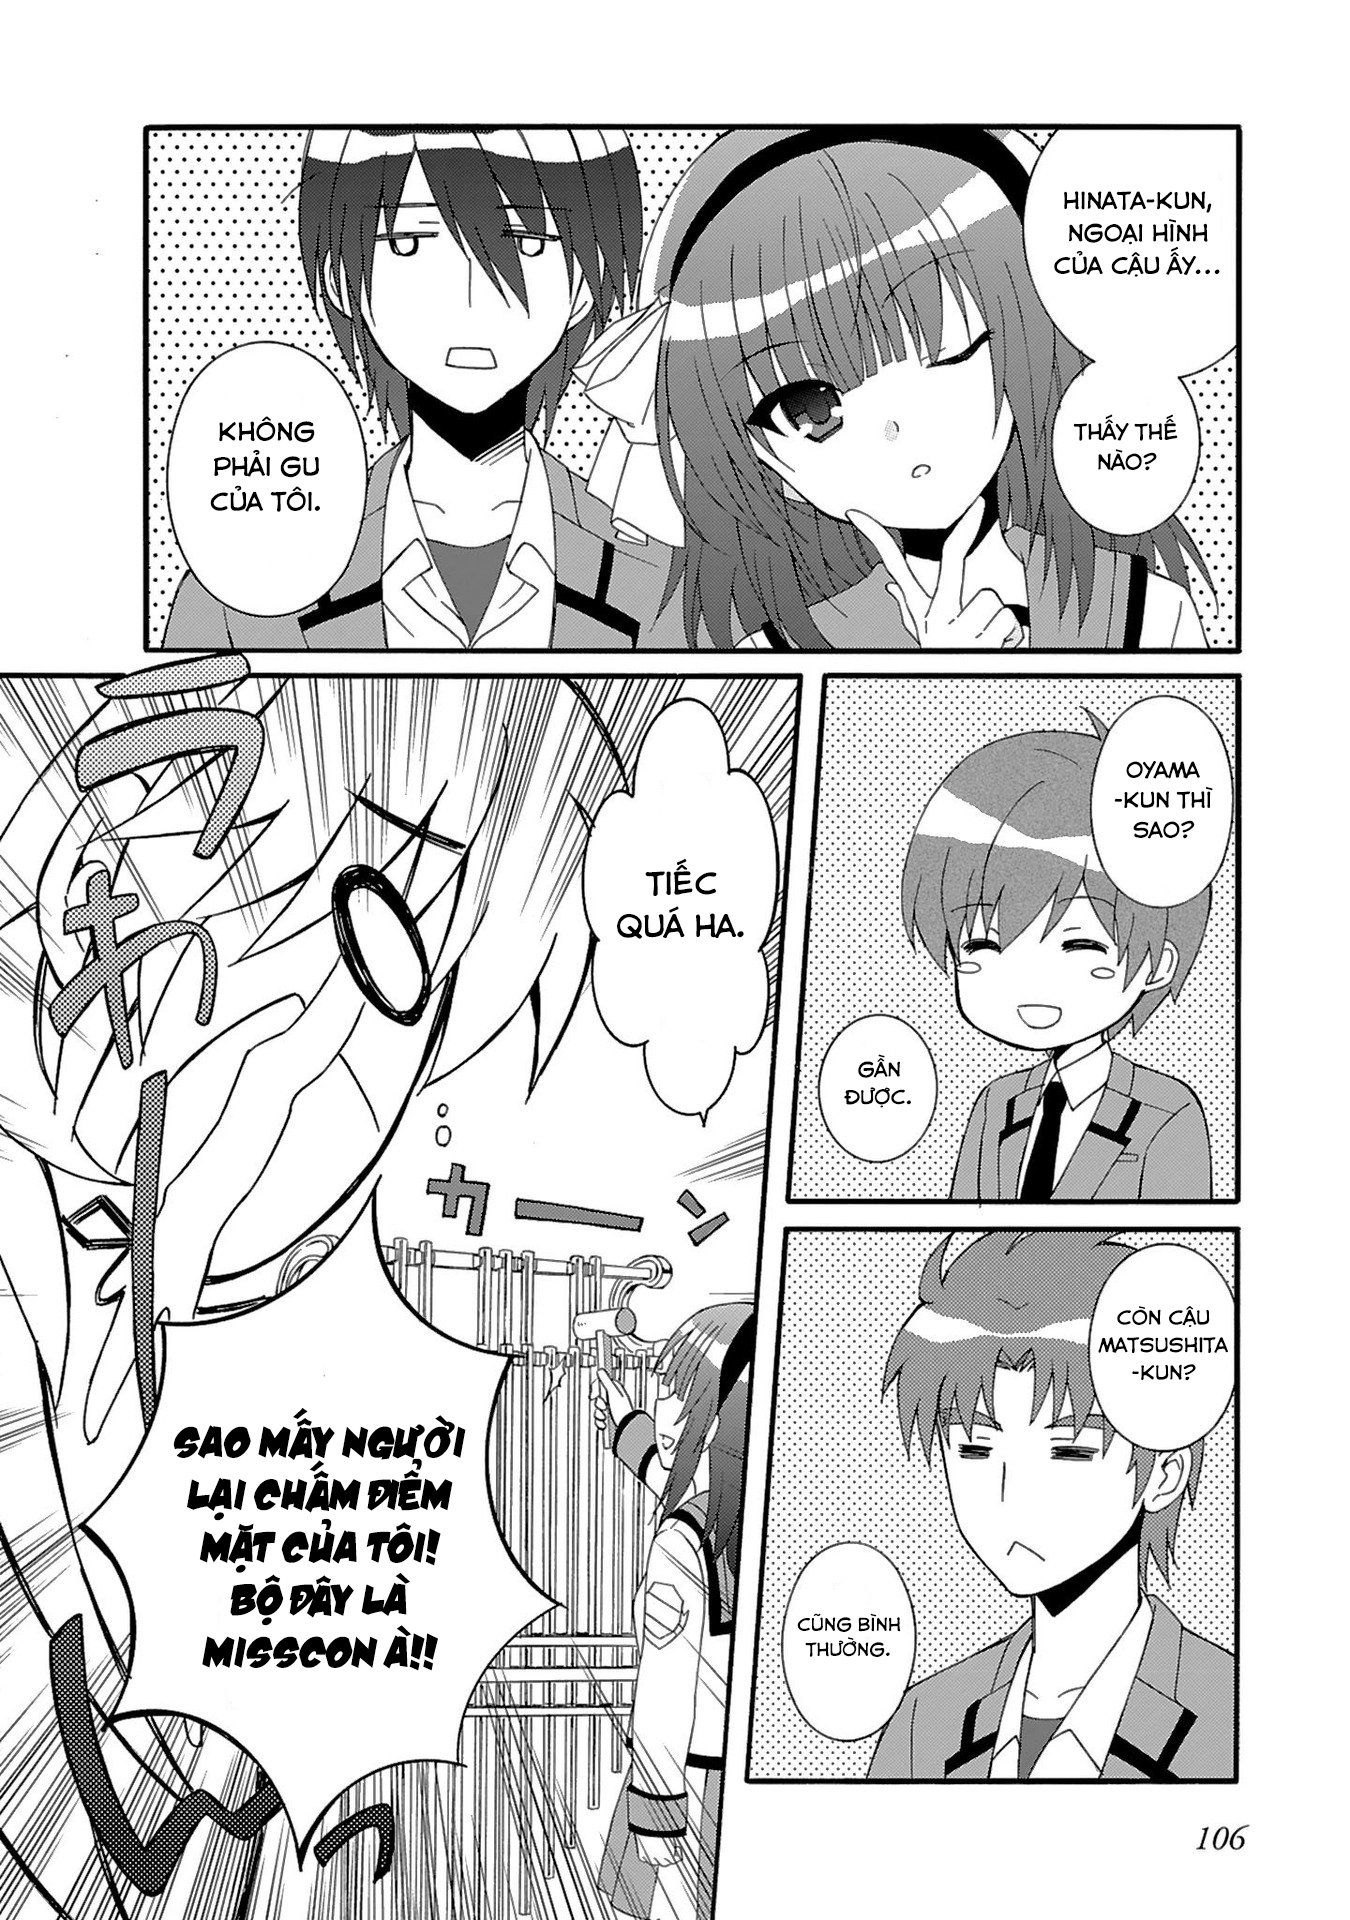 HINATA-KUN,
NGOẠI HÌNH
CỦA CẬU ẤY...
THẤY THẾ
NÀO?
KHÔNG
PHẢI GU
CỦA TÔI.
OYAMA
-KUN THÌ
SAO?
GẦN
ĐƯỢC.
CÒN CẬU
MATSUSHITA
-KUN?
CŨNG BÌNH
THƯỜNG.
TIẾC
QUÁ HA.
カーン
SAO MẤY NGƯỜI
LẠI CHẤM ĐIỂM
MẶT CỦA TÔI!
BỘ ĐÂY LÀ
MISSCON À!!
106